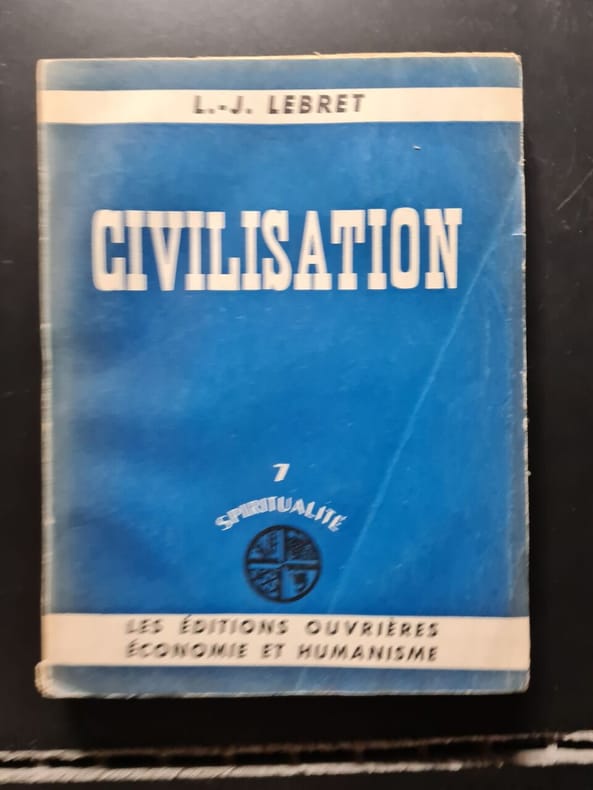 L.-J. LEBRET
CIVILISATION
7
SPIRITUALITÉ
LES ÉDITIONS OUVRIÈRES
ÉCONOMIE ET HUMANISME